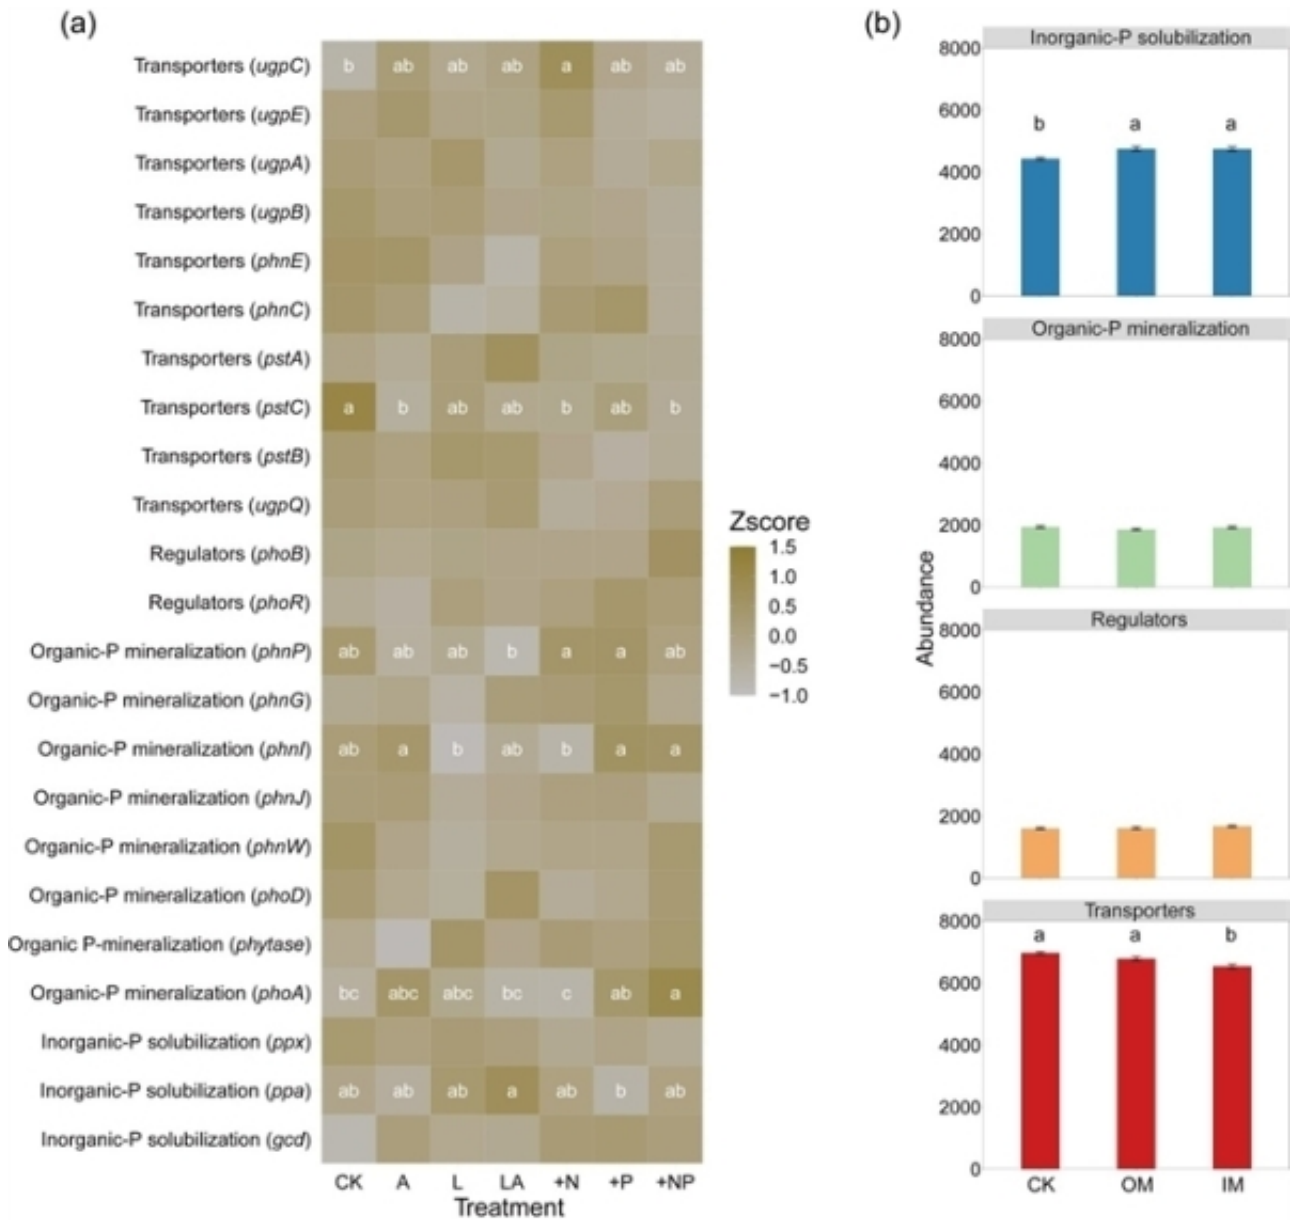 (a)
Transporters (ugpC) b ab ab ab a ab ab
Transporters (ugpE)
Transporters (ugpA)
Transporters (ugpB)
Transporters (phnE)
Transporters (phnC)
Transporters (pstA)
Transporters (pstC) a b ab ab b ab b
Transporters (pstB)
Transporters (ugpQ)
Regulators (phoB)
Regulators (phoR)
Organic-P mineralization (phnP) ab ab ab b a a ab
Organic-P mineralization (phnG)
Organic-P mineralization (phnI) ab a b ab b a a
Organic-P mineralization (phnJ)
Organic-P mineralization (phnW)
Organic-P mineralization (phoD)
Organic P-mineralization (phytase)
Organic-P mineralization (phoA) bc abc abc bc c ab a
Inorganic-P solubilization (ppx)
Inorganic-P solubilization (ppa) ab ab ab a ab b ab
Inorganic-P solubilization (gcd)
CK A L LA +N +P +NP
Treatment
Zscore
1.5
1.0
0.5
0.0
−0.5
−1.0
(b)
Abundance
Inorganic-P solubilization
8000
6000
b a a
4000
2000
0
Organic-P mineralization
8000
6000
4000
2000
0
Regulators
8000
6000
4000
2000
0
Transporters
8000
a a b
6000
4000
2000
0
CK OM IM